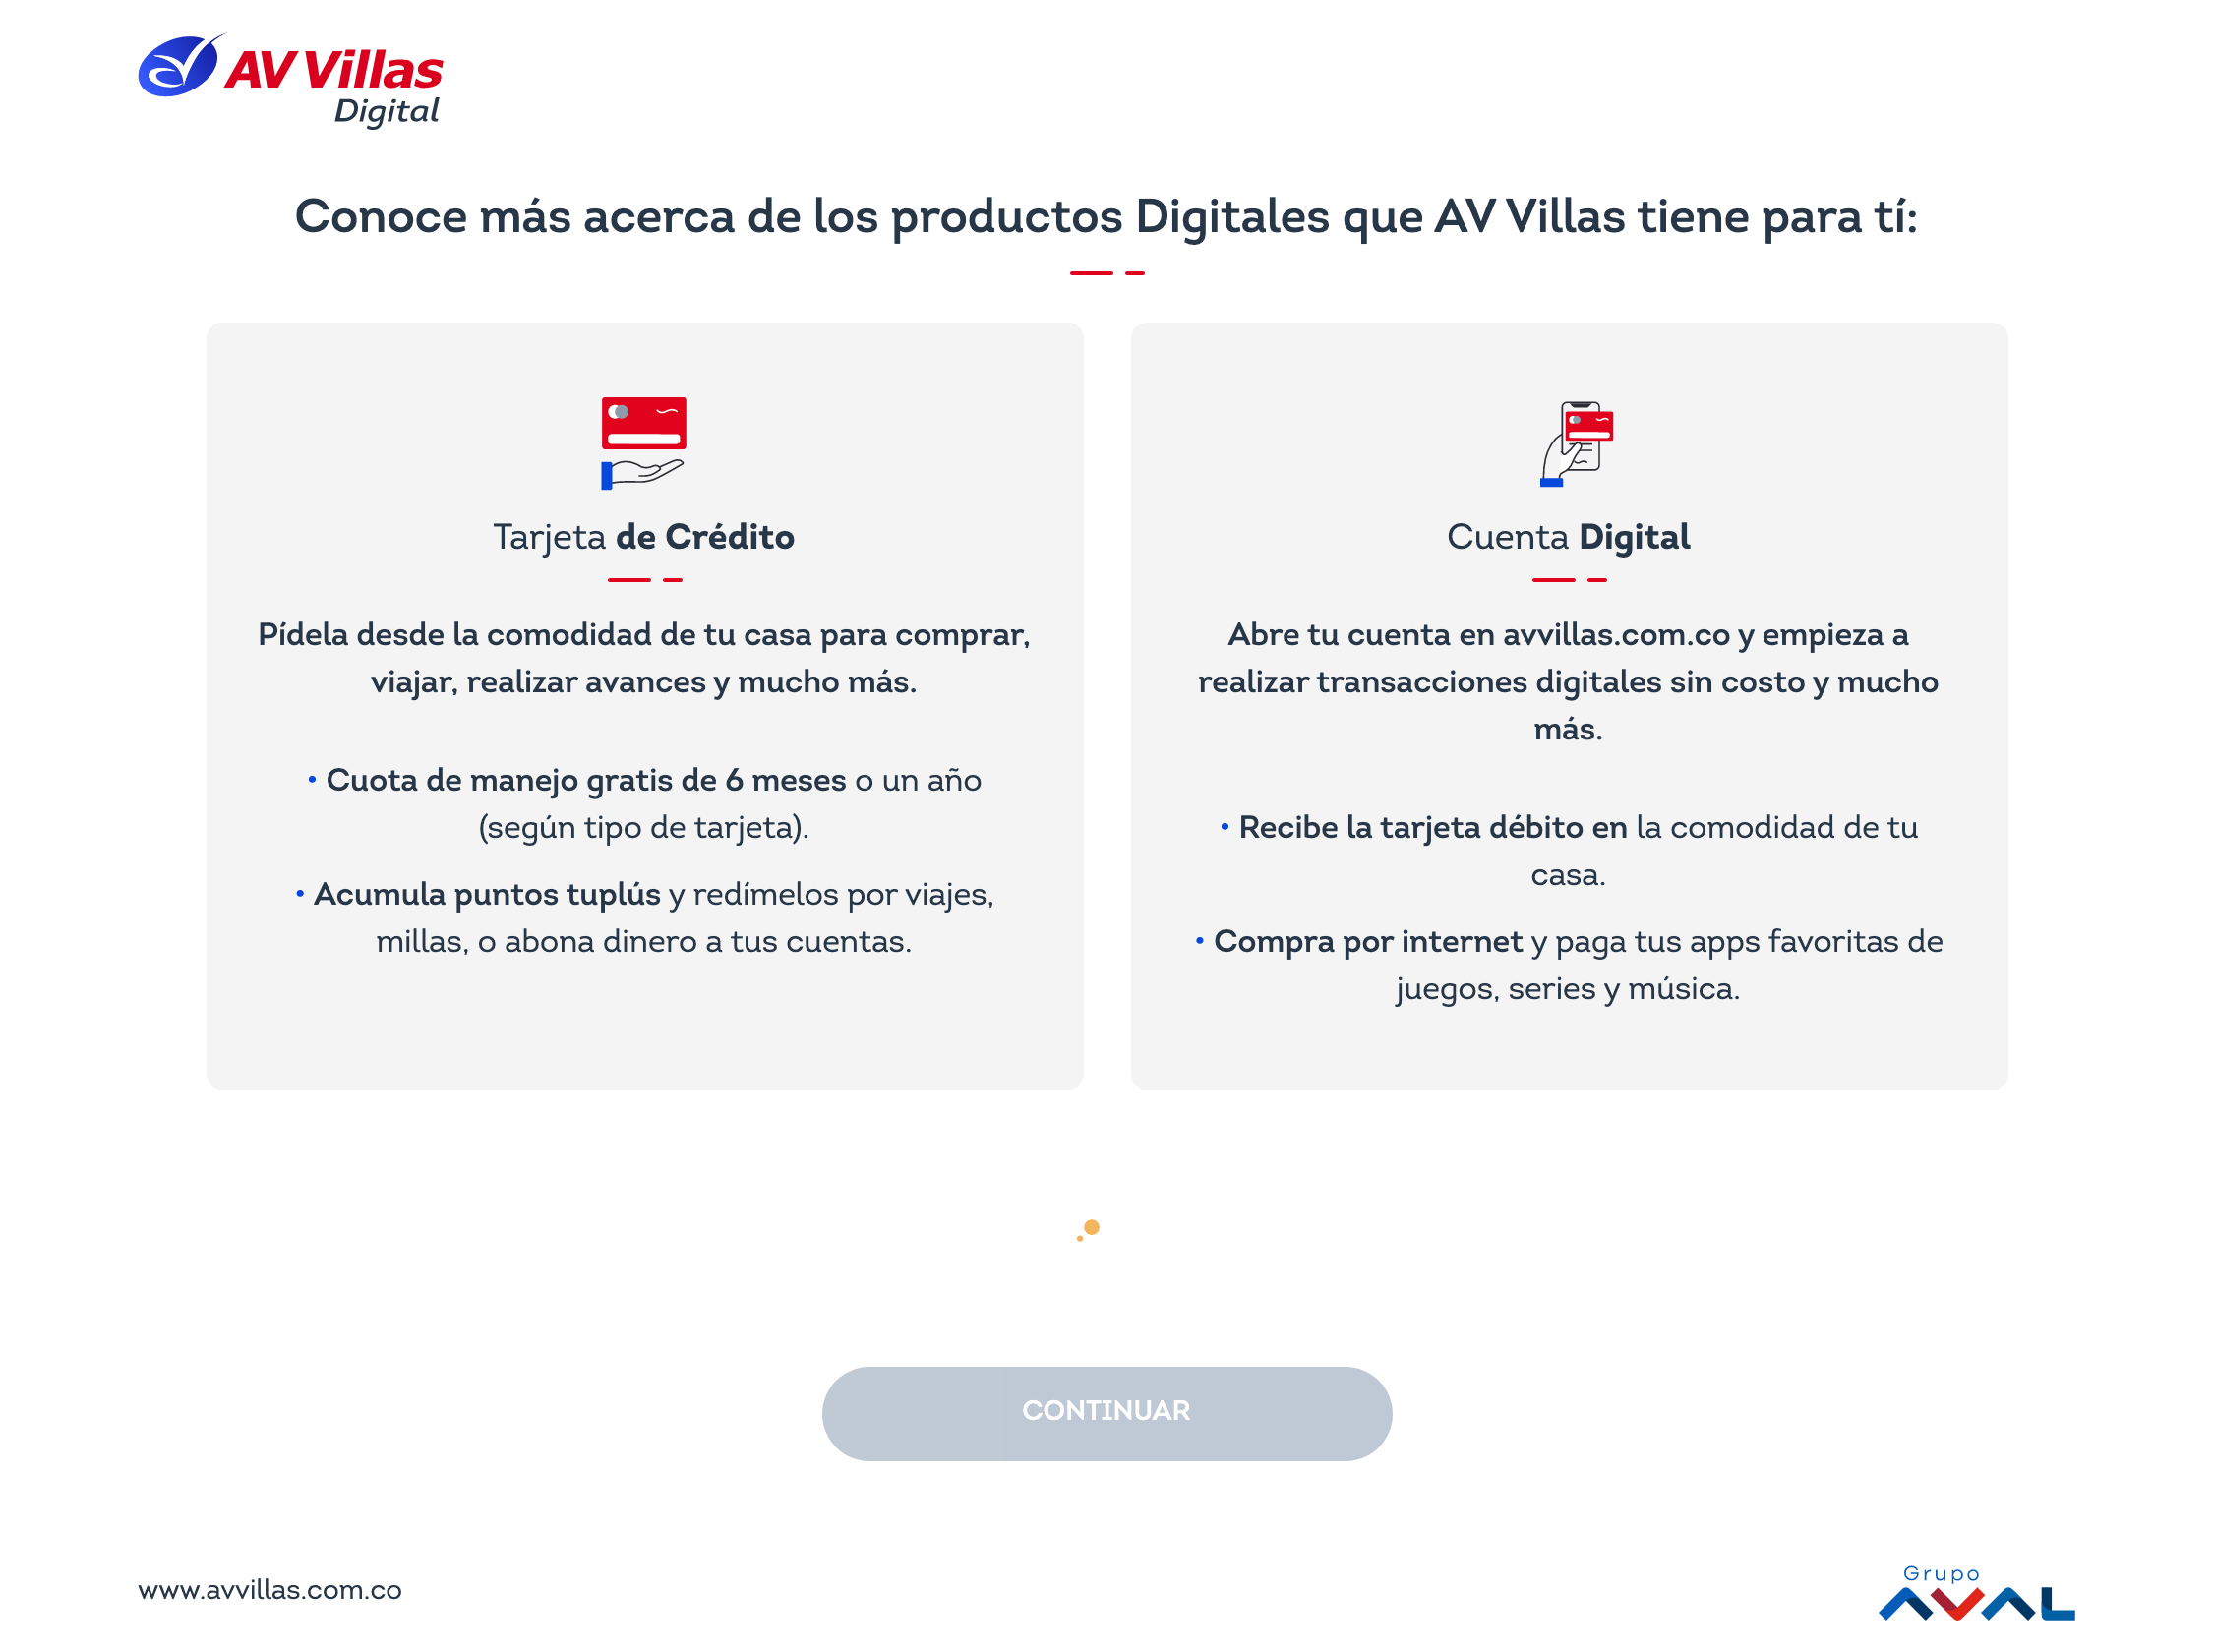 AV Villas
Digital
Conoce más acerca de los productos Digitales que AV Villas tiene para tí:
Tarjeta de Crédito
Pídela desde la comodidad de tu casa para comprar,
viajar, realizar avances y mucho más.
• Cuota de manejo gratis de 6 meses o un año
(según tipo de tarjeta).
• Acumula puntos tuplús y redímelos por viajes,
millas, o abona dinero a tus cuentas.
Cuenta Digital
Abre tu cuenta en avvillas.com.co y empieza a
realizar transacciones digitales sin costo y mucho
más.
• Recibe la tarjeta débito en la comodidad de tu
casa.
• Compra por internet y paga tus apps favoritas de
juegos, series y música.
CONTINUAR
www.avvillas.com.co
Grupo
AVAL